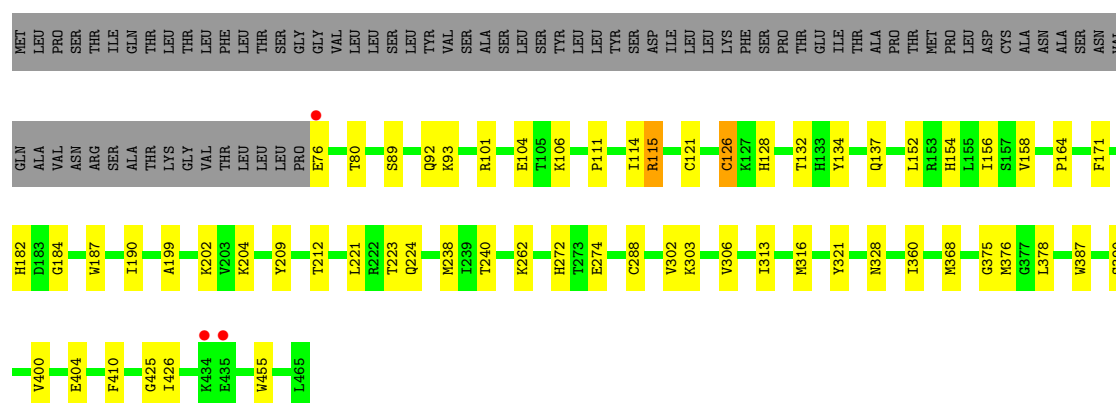 MET LEU PRO SER THR ILE GLN THR LEU THR LEU PHE LEU THR SER GLY GLY VAL LEU LEU SER LEU TYR VAL SER ALA SER LEU SER TYR LEU LEU TYR SER ASP ILE LEU LEU LYS PHE SER PRO THR GLU ILE THR ALA PRO THR MET PRO LEU ASP CYS ALA ASN ALA SER ASN
GLN ALA VAL ASN ARG SER ALA THR LYS GLY VAL THR LEU LEU LEU PRO E76 T80 S89 Q92 K93 R101 E104 T105 K106 P111 I114 R115 C121 C126 K127 H128 T132 H133 Y134 Q137 L152 R153 H154 L155 I156 S157 V158 P164 F171
H182 D183 G184 W187 I190 A199 K202 V203 K204 Y209 T212 L221 R222 T223 Q224 M238 I239 T240 K262 H272 T273 E274 C288 V302 K303 V306 I313 M316 Y321 N328 I360 M368 G375 M376 G377 L378 W387
V400 E404 F410 G425 I426 K434 E435 W455 L465